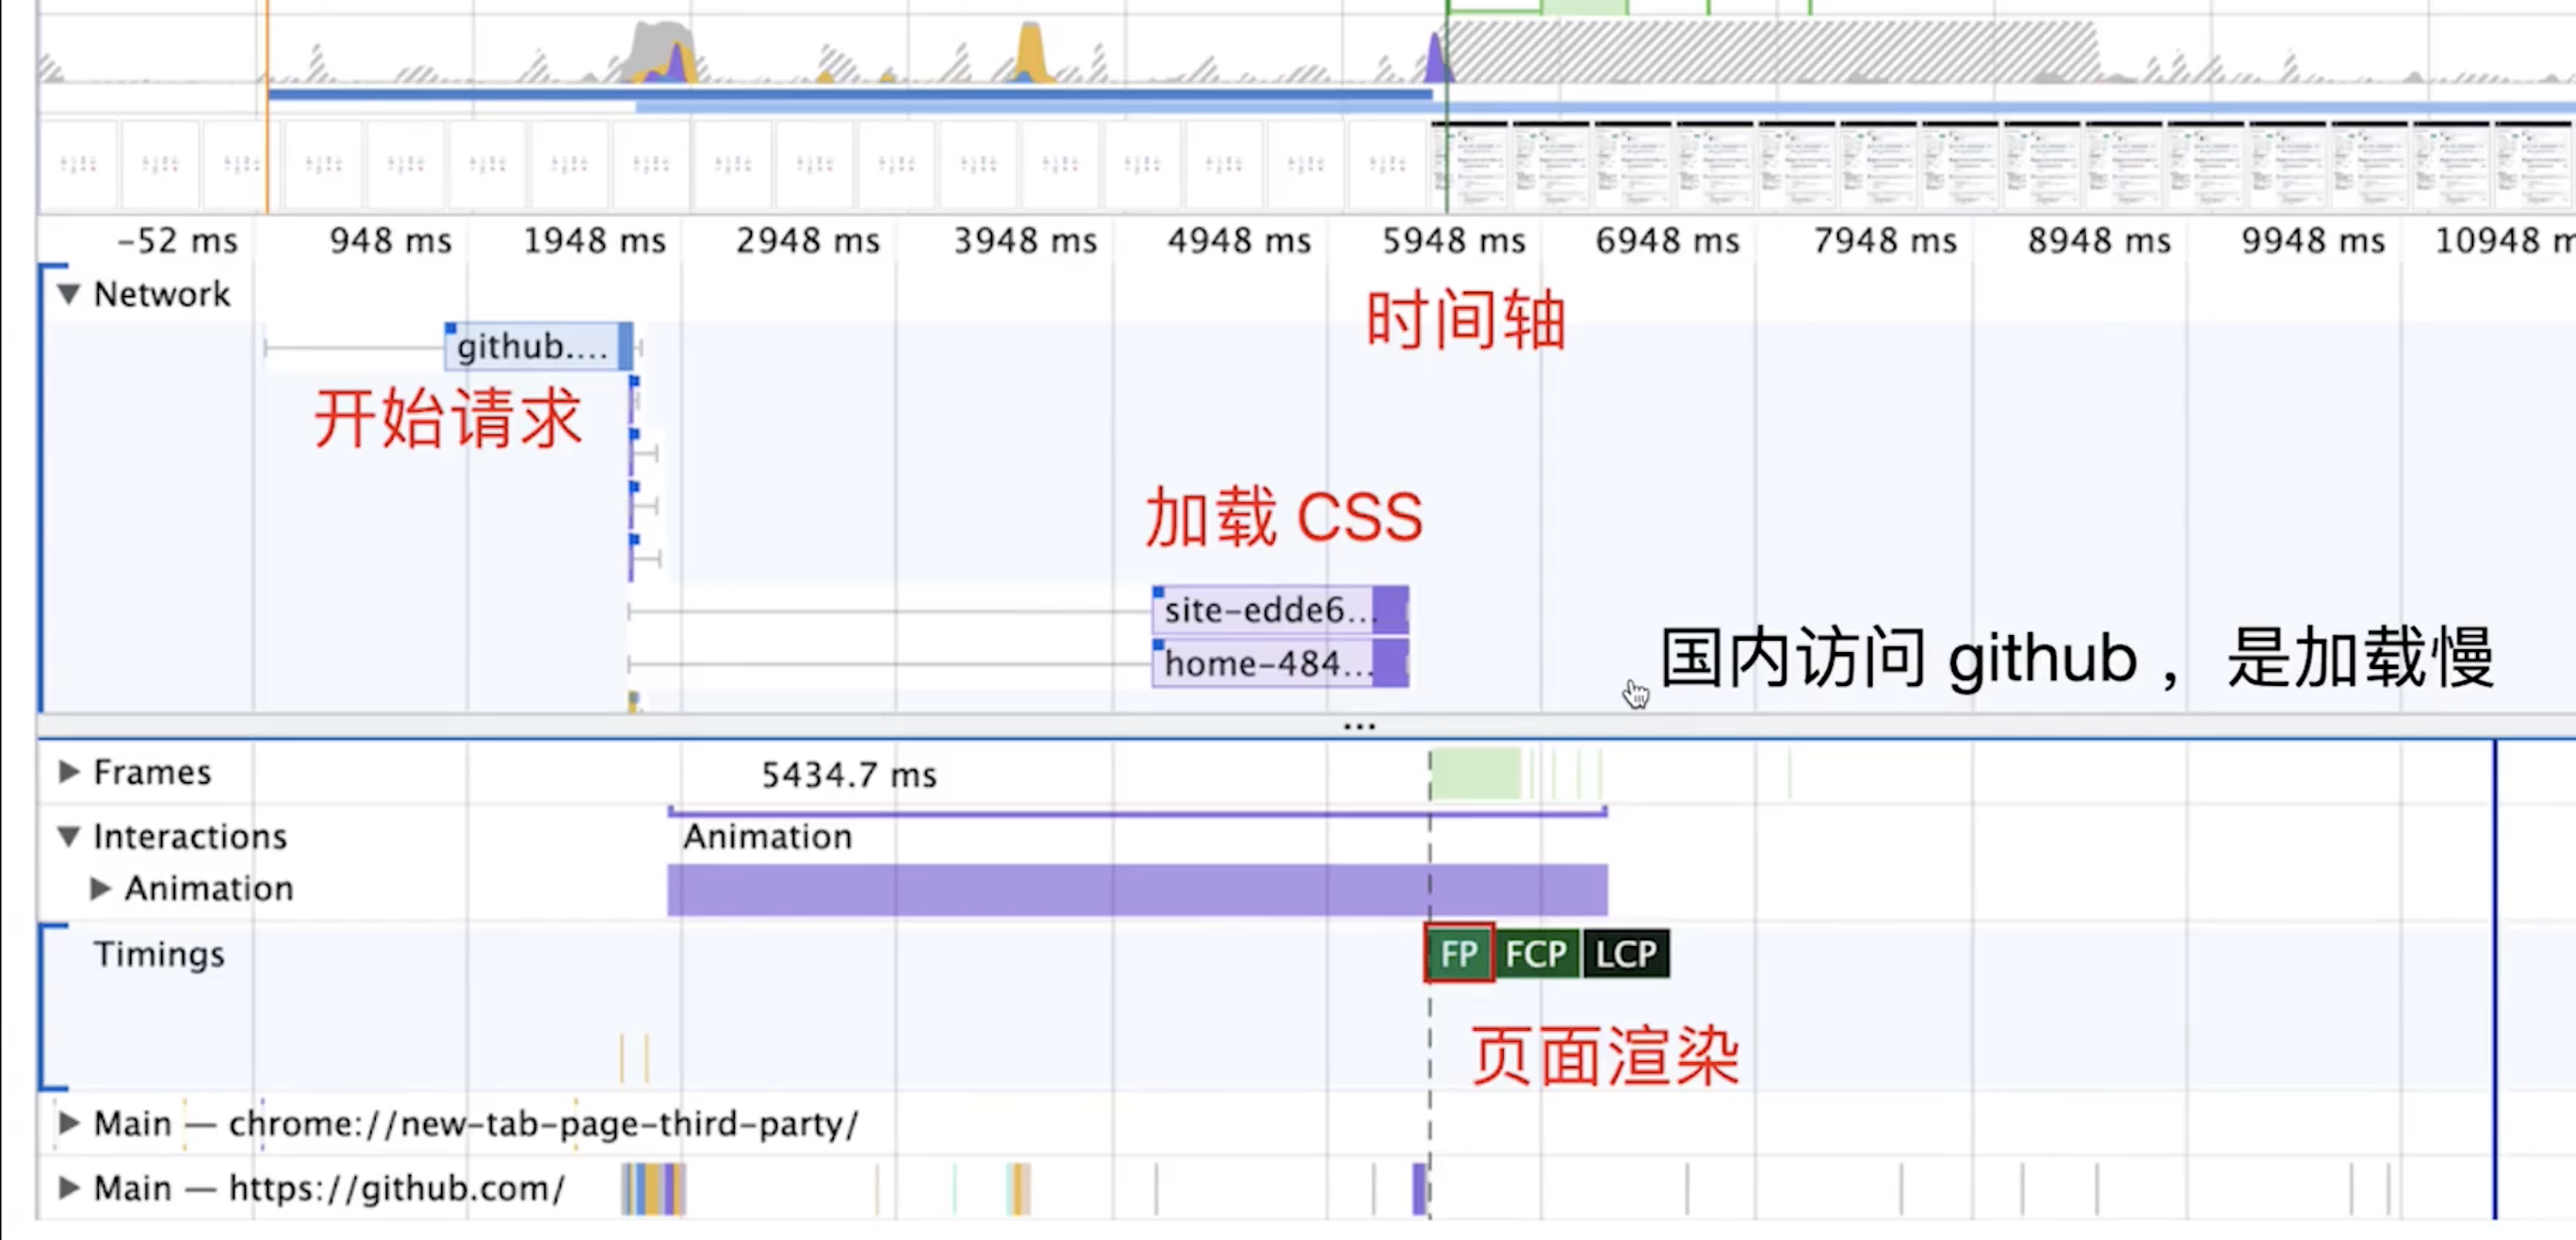 -52 ms 948 ms 1948 ms 2948 ms 3948 ms 4948 ms 5948 ms 6948 ms 7948 ms 8948 ms 9948 ms 10948 m
▼ Network
时间轴
github....
开始请求
加载 CSS
site-edde6...
home-484...
国内访问 github ，是加载慢
...
▶ Frames 5434.7 ms
▼ Interactions Animation
▶ Animation
Timings FP FCP LCP
页面渲染
▶ Main — chrome://new-tab-page-third-party/
▶ Main — https://github.com/